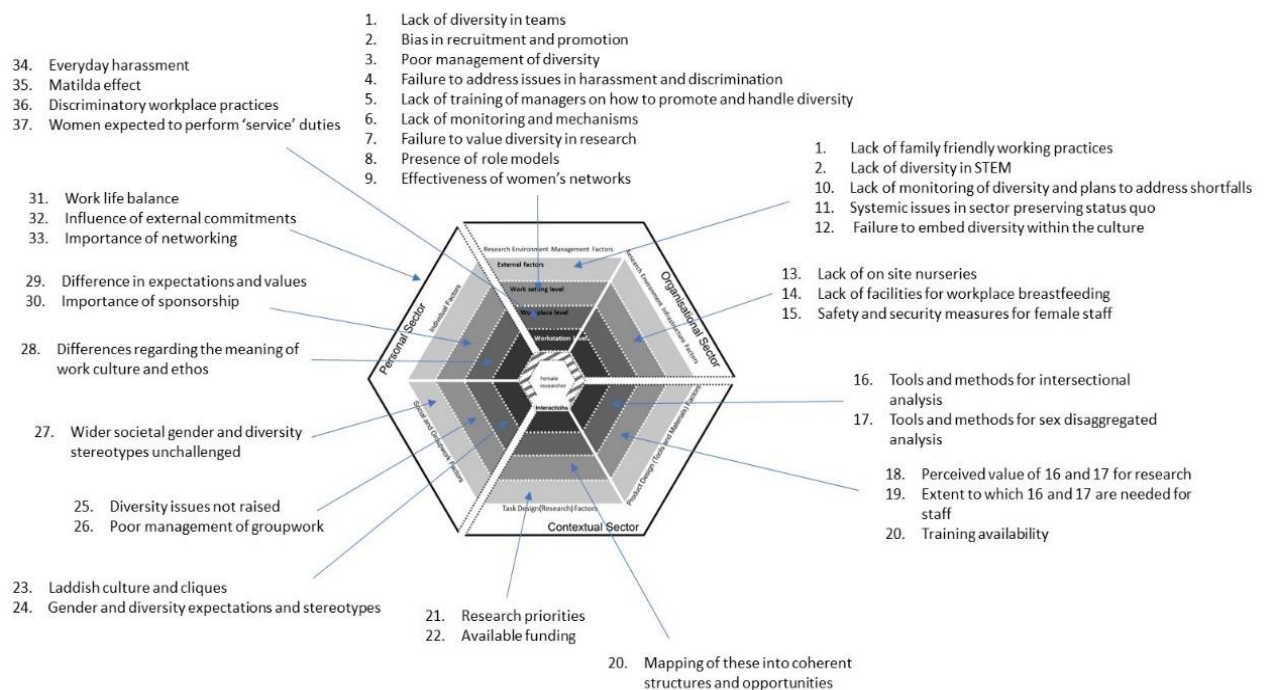 1. Lack of diversity in teams
2. Bias in recruitment and promotion
3. Poor management of diversity
4. Failure to address issues in harassment and discrimination
5. Lack of training of managers on how to promote and handle diversity
6. Lack of monitoring and mechanisms
7. Failure to value diversity in research
8. Presence of role models
9. Effectiveness of women's networks
34. Everyday harassment
35. Matilda effect
36. Discriminatory workplace practices
37. Women expected to perform 'service' duties
1. Lack of family friendly working practices
2. Lack of diversity in STEM
10. Lack of monitoring of diversity and plans to address shortfalls
11. Systemic issues in sector preserving status quo
12. Failure to embed diversity within the culture
31. Work life balance
32. Influence of external commitments
33. Importance of networking
29. Difference in expectations and values
30. Importance of sponsorship
28. Differences regarding the meaning of
work culture and ethos
27. Wider societal gender and diversity
stereotypes unchallenged
25. Diversity issues not raised
26. Poor management of groupwork
23. Laddish culture and cliques
24. Gender and diversity expectations and stereotypes
Research Environment Management Factors
External factors
Work setting level
Workplace level
Workstation level
Female
researcher
Interactions
Personal Sector
Individual Factors
Organisational Sector
Research Environment Infrastructure Factors
Social and Groupwork Factors
Product Design (Tools and Materials) Factors
Task Design(Research) Factors
Contextual Sector
13. Lack of on site nurseries
14. Lack of facilities for workplace breastfeeding
15. Safety and security measures for female staff
16. Tools and methods for intersectional
analysis
17. Tools and methods for sex disaggregated
analysis
18. Perceived value of 16 and 17 for research
19. Extent to which 16 and 17 are needed for
staff
20. Training availability
21. Research priorities
22. Available funding
20. Mapping of these into coherent
structures and opportunities